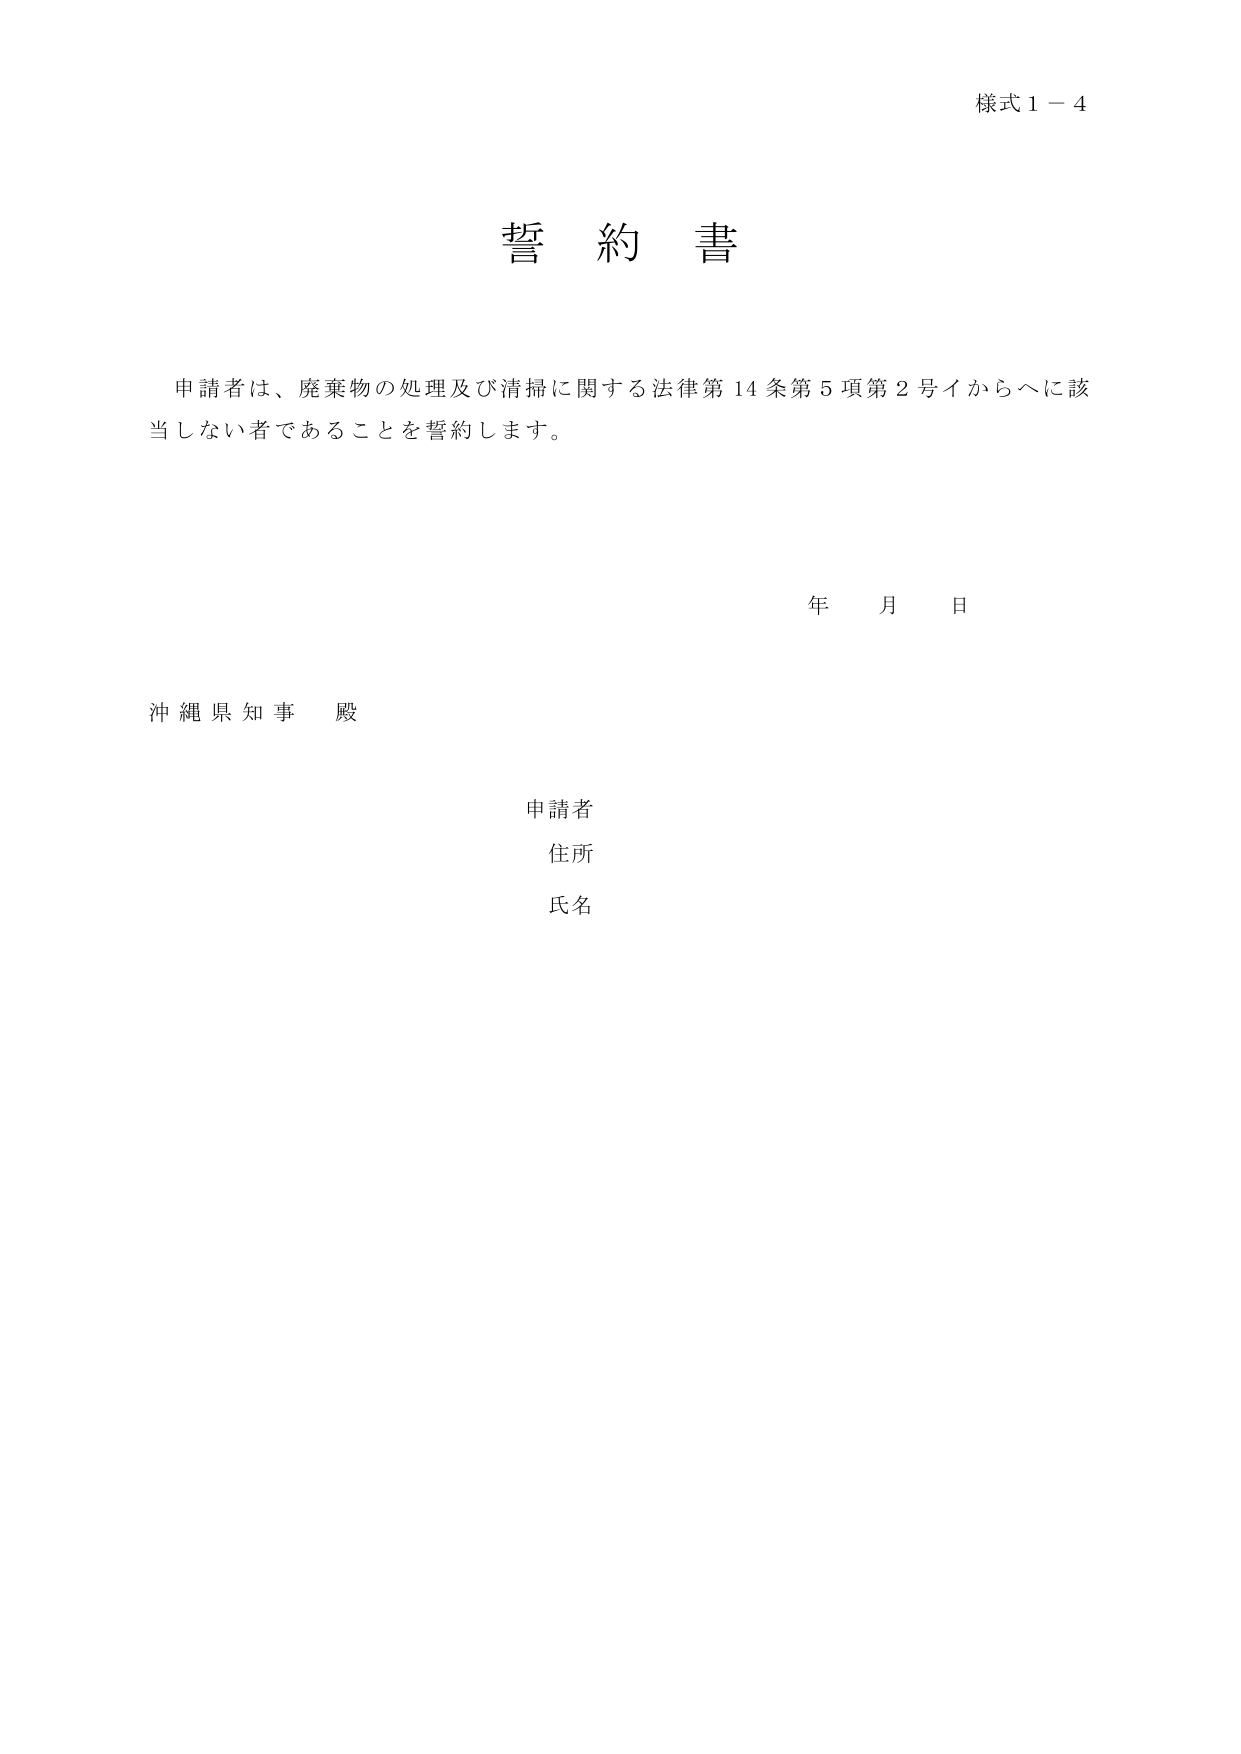 様式１－４
誓　約　書
申請者は、廃棄物の処理及び清掃に関する法律第 14 条第５項第２号イからヘに該
当しない者であることを誓約します。
年　　月　　日
沖縄県知事　殿
申請者
住所
氏名